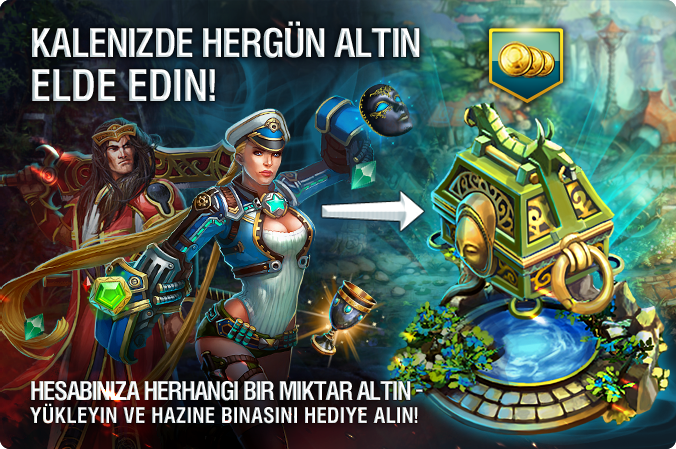 KALENIZDE HERGÜN ALTIN
ELDE EDIN!
HESABINIZA HERHANGI BIR MIKTAR ALTIN -
YÜKLEYIN VE HAZINE BINASINI HEDIYE ALIN!